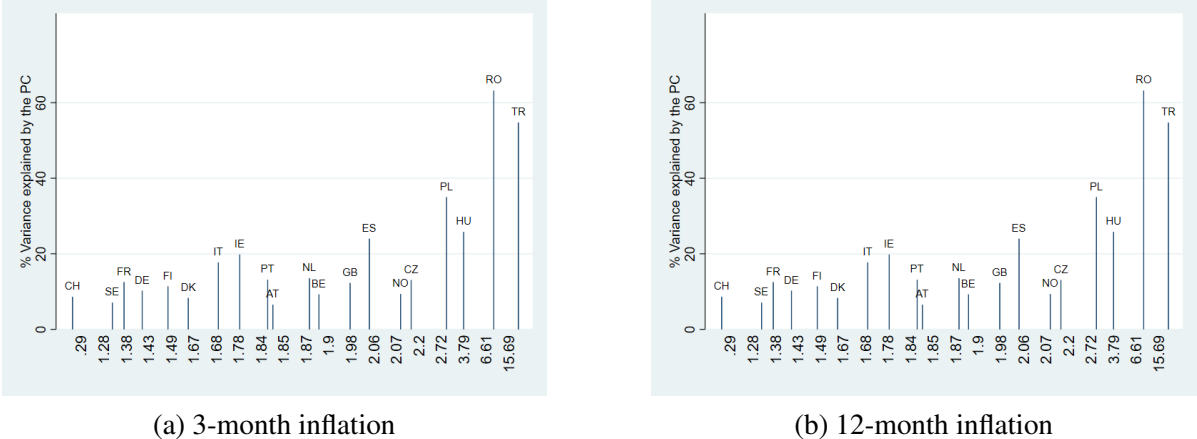 % Variance explained by the PC
60
40
20
0
CH
SE
FR
DE
FI
DK
IT
IE
PT
AT
NL
BE
GB
ES
NO
CZ
PL
HU
RO
TR
.29
1.28
1.38
1.43
1.49
1.67
1.68
1.78
1.84
1.85
1.87
1.9
1.98
2.06
2.07
2.2
2.72
3.79
6.61
15.69
(a) 3-month inflation
% Variance explained by the PC
60
40
20
0
CH
SE
FR
DE
FI
DK
IT
IE
PT
AT
NL
BE
GB
ES
NO
CZ
PL
HU
RO
TR
.29
1.28
1.38
1.43
1.49
1.67
1.68
1.78
1.84
1.85
1.87
1.9
1.98
2.06
2.07
2.2
2.72
3.79
6.61
15.69
(b) 12-month inflation